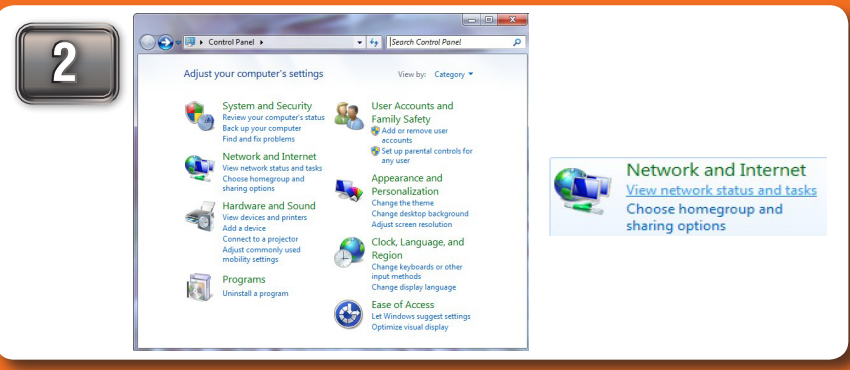 2
Control Panel
Search Control Panel
Adjust your computer's settings
View by: Category
System and Security
Review your computer's status
Back up your computer
Find and fix problems
Network and Internet
View network status and tasks
Choose homegroup and
sharing options
Hardware and Sound
View devices and printers
Add a device
Connect to a projector
Adjust commonly used
mobility settings
Programs
Uninstall a program
User Accounts and
Family Safety
Add or remove user
accounts
Set up parental controls for
any user
Appearance and
Personalization
Change the theme
Change desktop background
Adjust screen resolution
Clock, Language, and
Region
Change keyboards or other
input methods
Change display language
Ease of Access
Let Windows suggest settings
Optimize visual display
Network and Internet
View network status and tasks
Choose homegroup and
sharing options